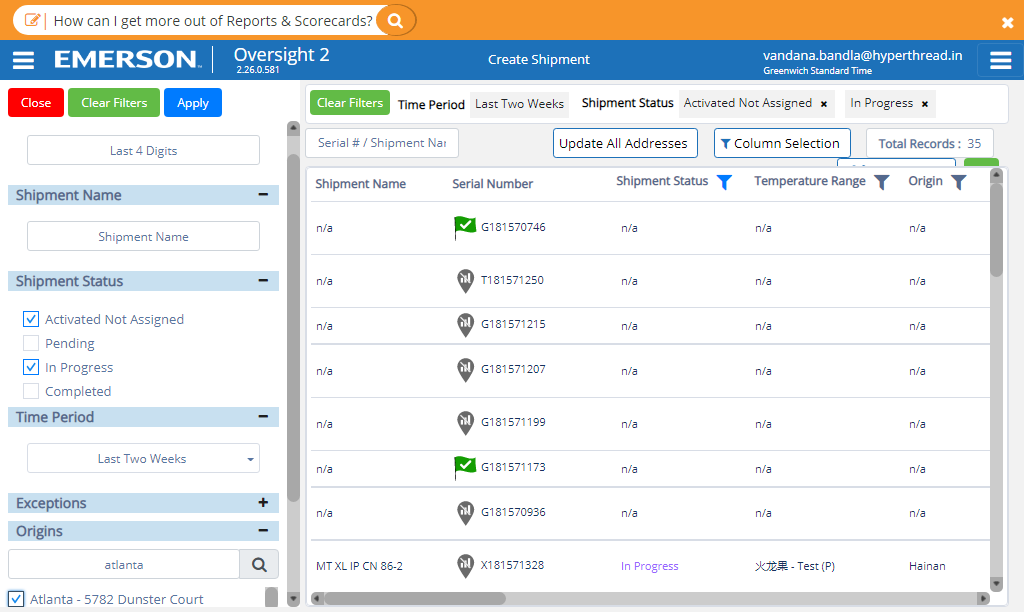 How can I get more out of Reports & Scorecards?
EMERSON
Oversight 2
2.26.0.581
Create Shipment
vandana.bandla@hyperthread.in
Greenwich Standard Time
Close
Clear Filters
Apply
Last 4 Digits
Shipment Name
Shipment Name
Shipment Status
Activated Not Assigned
Pending
In Progress
Completed
Time Period
Last Two Weeks
Exceptions
Origins
atlanta
Atlanta - 5782 Dunster Court
Clear Filters Time Period Last Two Weeks Shipment Status Activated Not Assigned × In Progress ×
Serial # / Shipment Nar Update All Addresses Column Selection Total Records : 35
Shipment Name Serial Number Shipment Status Temperature Range Origin
n/a G181570746 n/a n/a n/a
n/a T181571250 n/a n/a n/a
n/a G181571215 n/a n/a n/a
n/a G181571207 n/a n/a n/a
n/a G181571199 n/a n/a n/a
n/a G181571173 n/a n/a n/a
n/a G181570936 n/a n/a n/a
MT XL IP CN 86-2 X181571328 In Progress 火龙果 - Test (P) Hainan